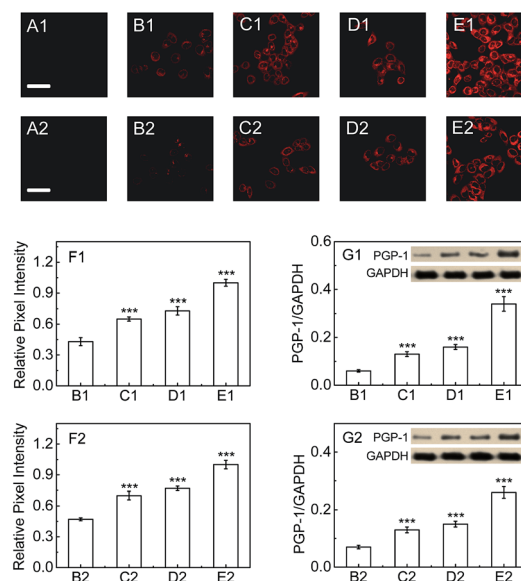 A1 B1 C1 D1 E1
A2 B2 C2 D2 E2
F1
Relative Pixel Intensity
1.2
0.9
0.6
0.3
0.0
*** *** ***
B1 C1 D1 E1
G1
PGP-1
GAPDH
PGP-1/GAPDH
0.6
0.4
0.2
0.0
*** *** ***
B1 C1 D1 E1
F2
Relative Pixel Intensity
1.2
0.9
0.6
0.3
0.0
*** *** ***
B2 C2 D2 E2
G2
PGP-1
GAPDH
PGP-1/GAPDH
0.4
0.2
0.0
*** *** ***
B2 C2 D2 E2